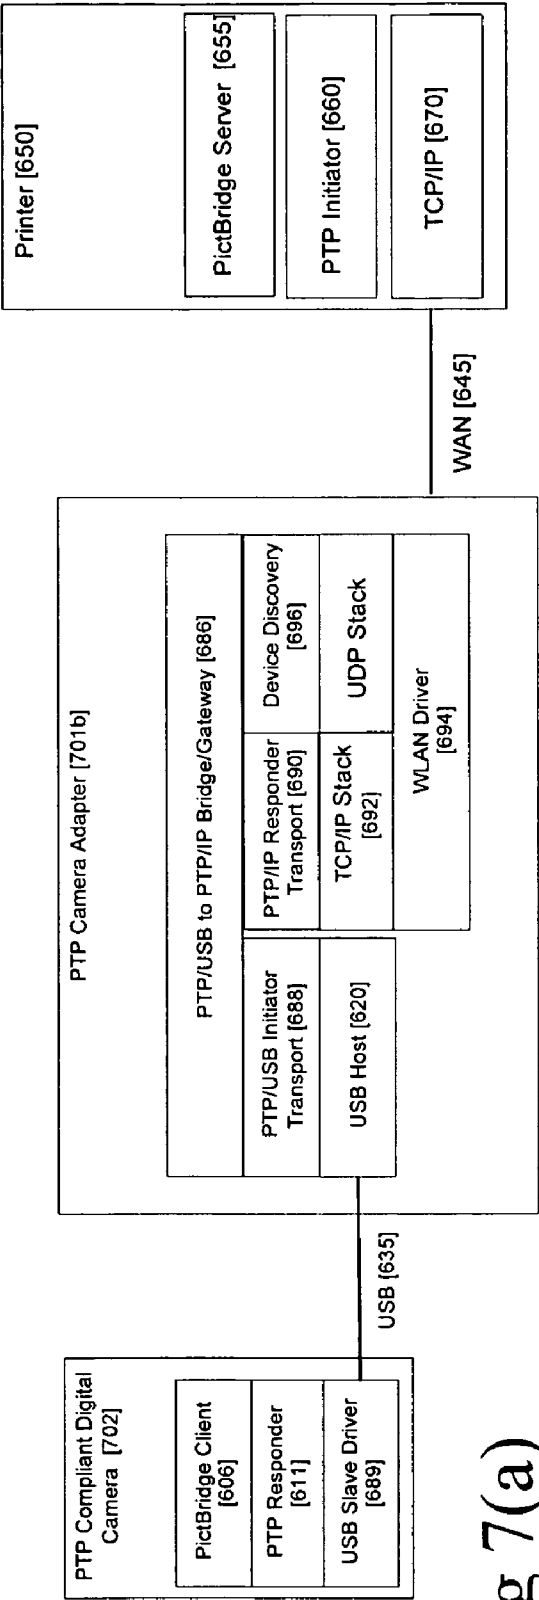 PTP Compliant Digital
Camera [702]
PictBridge Client
[606]
PTP Responder
[611]
USB Slave Driver
[689]
USB [635]
PTP Camera Adapter [701b]
PTP/USB to PTP/IP Bridge/Gateway [686]
PTP/USB Initiator
Transport [688]
PTP/IP Responder
Transport [690]
Device Discovery
[696]
USB Host [620]
TCP/IP Stack
[692]
UDP Stack
WLAN Driver
[694]
WAN [645]
Printer [650]
PictBridge Server [655]
PTP Initiator [660]
TCP/IP [670]
g 7(a)